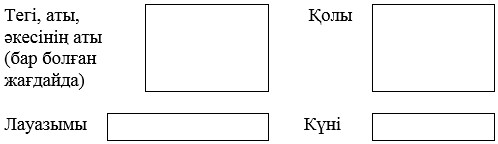 Тегі, аты, Қолы
әкесінің аты
(бар болған
жағдайда)
Лауазымы Күні